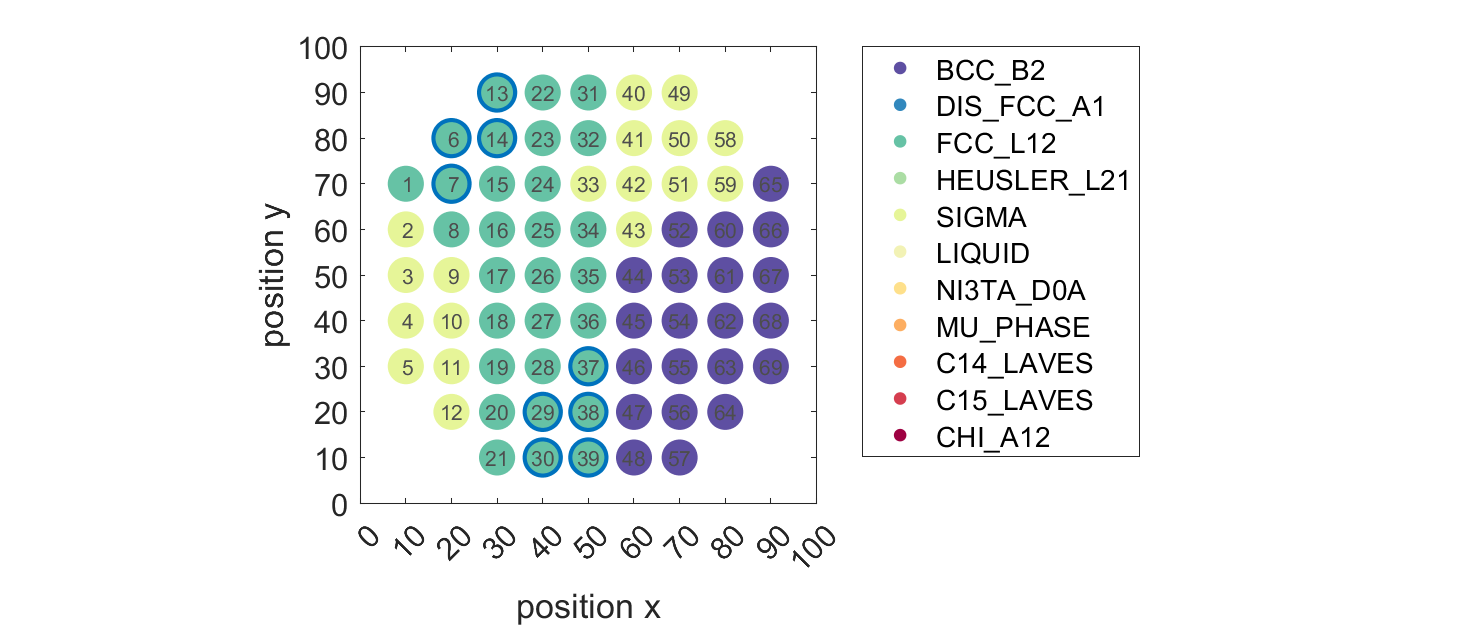 100
90 13 22 31 40 49
80 6 14 23 32 41 50 58
70 1 7 15 24 33 42 51 59 65
60 2 8 16 25 34 43 52 60 66
50 3 9 17 26 35 44 53 61 67
40 4 10 18 27 36 45 54 62 68
30 5 11 19 28 37 46 55 63 69
20 12 20 29 38 47 56 64
10 21 30 39 48 57
0
0 10 20 30 40 50 60 70 80 90 100
position x
position y
BCC_B2
DIS_FCC_A1
FCC_L12
HEUSLER_L21
SIGMA
LIQUID
NI3TA_D0A
MU_PHASE
C14_LAVES
C15_LAVES
CHI_A12